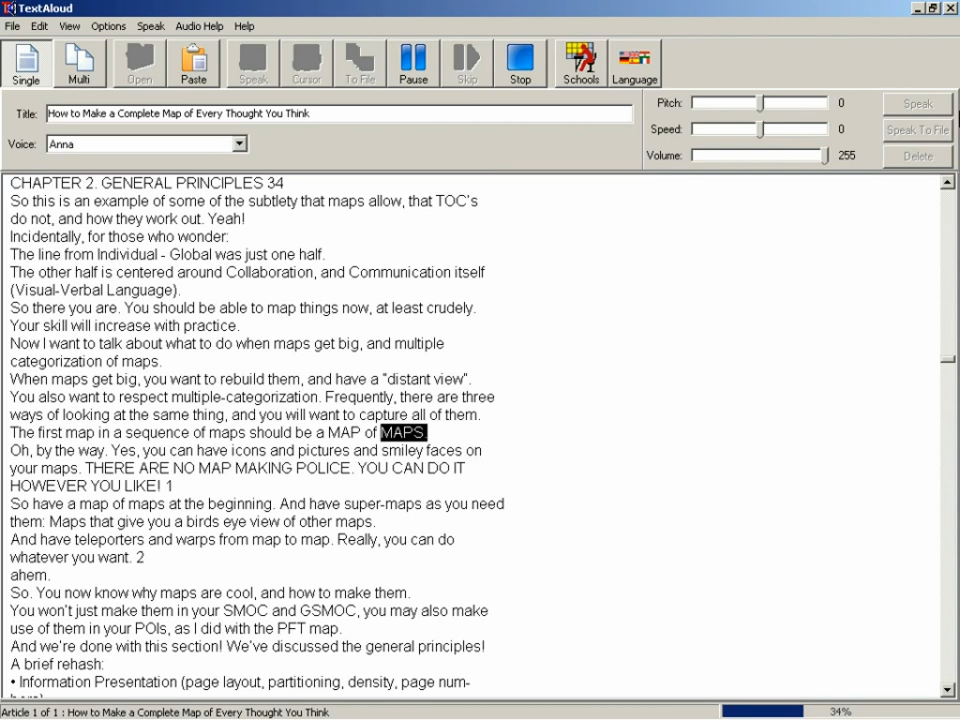 TextAloud
File Edit View Options Speak Audio Help Help
Single Multi Open Paste Speak Cursor To File Pause Skip Stop Schools Language
Title: How to Make a Complete Map of Every Thought You Think
Voice: Anna
Pitch: 0 Speak
Speed: 0 Speak To File
Volume: 255 Delete
CHAPTER 2. GENERAL PRINCIPLES 34
So this is an example of some of the subtlety that maps allow, that TOC's
do not, and how they work out. Yeah!
Incidentally, for those who wonder:
The line from Individual - Global was just one half.
The other half is centered around Collaboration, and Communication itself
(Visual-Verbal Language).
So there you are. You should be able to map things now, at least crudely.
Your skill will increase with practice.
Now I want to talk about what to do when maps get big, and multiple
categorization of maps.
When maps get big, you want to rebuild them, and have a "distant view".
You also want to respect multiple-categorization. Frequently, there are three
ways of looking at the same thing, and you will want to capture all of them.
The first map in a sequence of maps should be a MAP of MAPS.
Oh, by the way. Yes, you can have icons and pictures and smiley faces on
your maps. THERE ARE NO MAP MAKING POLICE. YOU CAN DO IT
HOWEVER YOU LIKE! 1
So have a map of maps at the beginning. And have super-maps as you need
them: Maps that give you a birds eye view of other maps.
And have teleporters and warps from map to map. Really, you can do
whatever you want. 2
ahem.
So. You now know why maps are cool, and how to make them.
You won't just make them in your SMOC and GSMOC, you may also make
use of them in your POIs, as I did with the PFT map.
And we're done with this section! We've discussed the general principles!
A brief rehash:
• Information Presentation (page layout, partitioning, density, page num-
Article 1 of 1 : How to Make a Complete Map of Every Thought You Think 34%